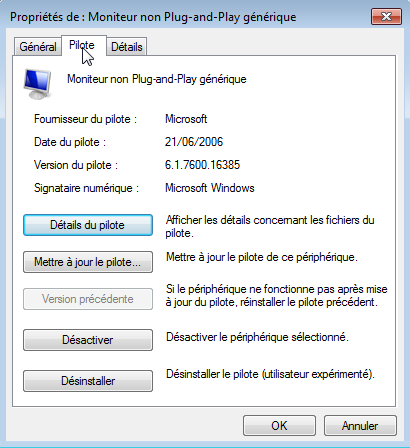 Propriétés de : Moniteur non Plug-and-Play générique
Général Pilote Détails
Moniteur non Plug-and-Play générique
Fournisseur du pilote : Microsoft
Date du pilote : 21/06/2006
Version du pilote : 6.1.7600.16385
Signataire numérique : Microsoft Windows
Détails du pilote Afficher les détails concernant les fichiers du
pilote.
Mettre à jour le pilote... Mettre à jour le pilote de ce périphérique.
Version précédente Si le périphérique ne fonctionne pas après mise
à jour du pilote, réinstaller le pilote précédent.
Désactiver Désactiver le périphérique sélectionné.
Désinstaller Désinstaller le pilote (utilisateur expérimenté).
OK Annuler